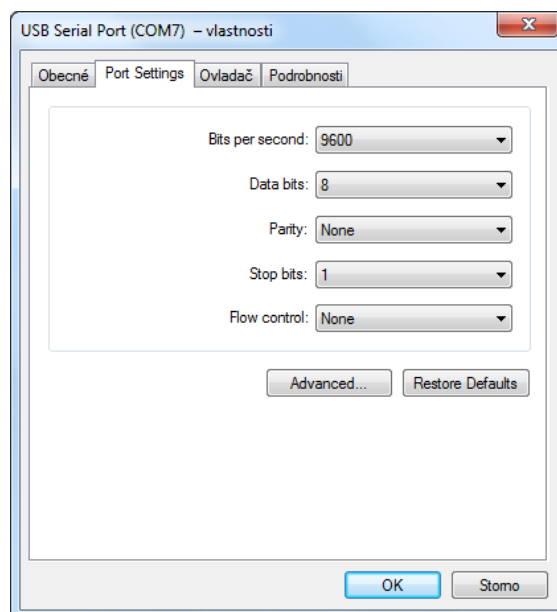 USB Serial Port (COM7) – vlastnosti
Obecné Port Settings Ovladač Podrobnosti
Bits per second: 9600
Data bits: 8
Parity: None
Stop bits: 1
Flow control: None
Advanced... Restore Defaults
OK Storno